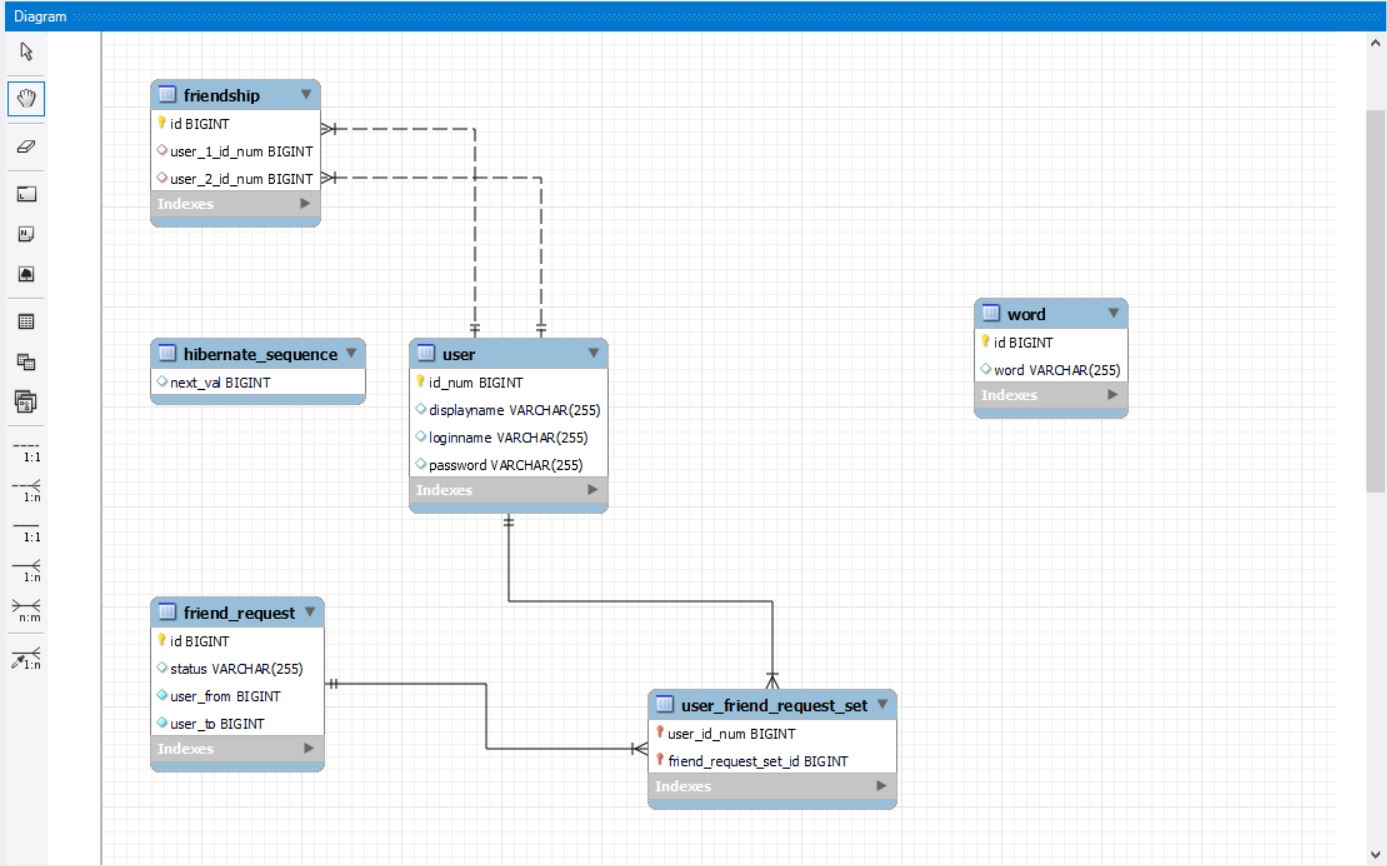 Diagram
friendship
id BIGINT
user_1_id_num BIGINT
user_2_id_num BIGINT
Indexes
hibernate_sequence
next_val BIGINT
user
id_num BIGINT
displayname VARCHAR(255)
loginname VARCHAR(255)
password VARCHAR(255)
Indexes
word
id BIGINT
word VARCHAR(255)
Indexes
friend_request
id BIGINT
status VARCHAR(255)
user_from BIGINT
user_to BIGINT
Indexes
user_friend_request_set
user_id_num BIGINT
friend_request_set_id BIGINT
Indexes
1:1
1:n
1:1
1:n
n:m
1:n